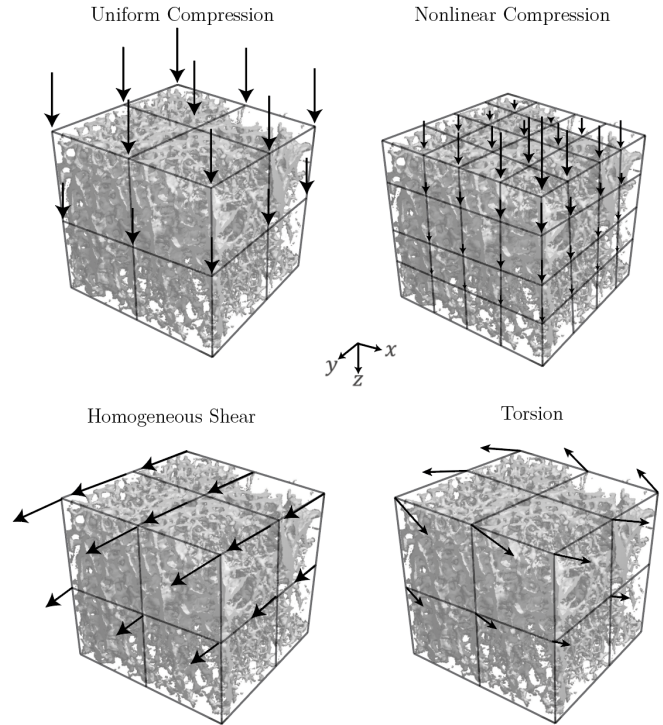 Uniform Compression
Nonlinear Compression
y
x
z
Homogeneous Shear
Torsion